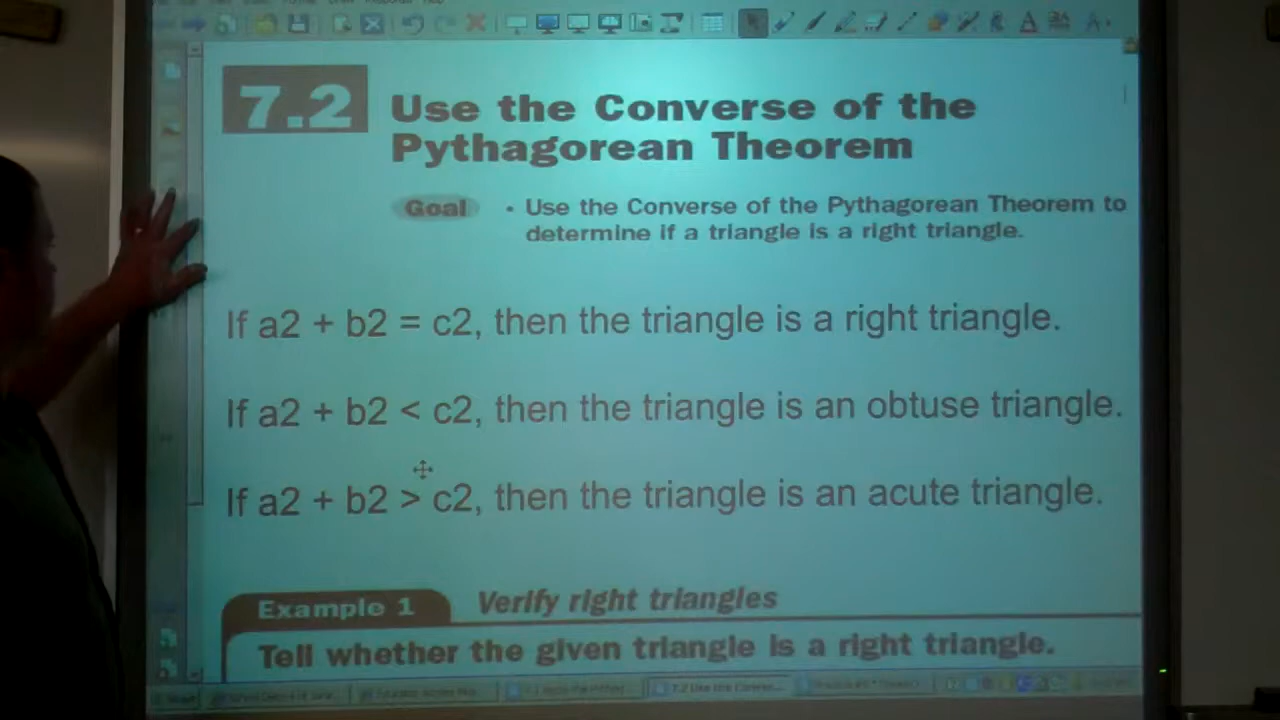 7.2 Use the Converse of the
Pythagorean Theorem
Goal • Use the Converse of the Pythagorean Theorem to
determine if a triangle is a right triangle.
If a2 + b2 = c2, then the triangle is a right triangle.
If a2 + b2 < c2, then the triangle is an obtuse triangle.
If a2 + b2 > c2, then the triangle is an acute triangle.
Example 1 Verify right triangles
Tell whether the given triangle is a right triangle.